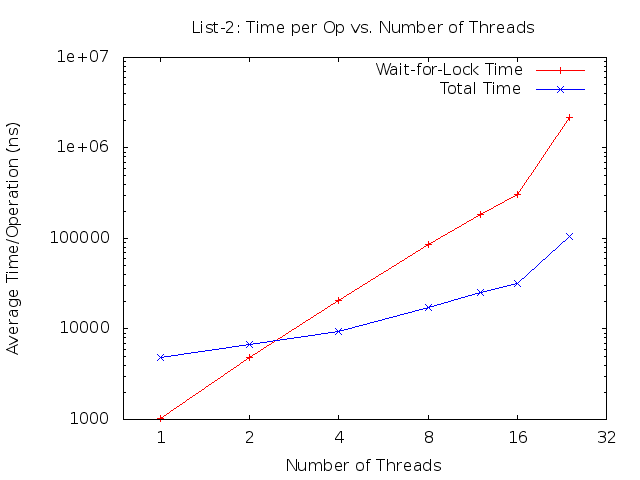 List-2: Time per Op vs. Number of Threads
Wait-for-Lock Time
Total Time
Average Time/Operation (ns)
1e+07
1e+06
100000
10000
1000
1 2 4 8 16 32
Number of Threads